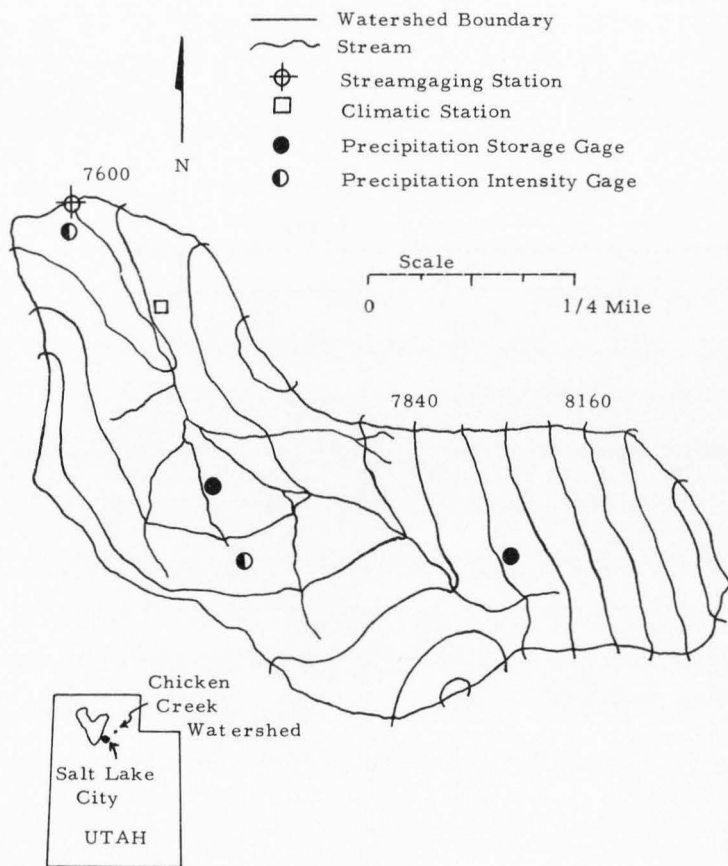 Watershed Boundary
Stream
Streamgaging Station
Climatic Station
Precipitation Storage Gage
Precipitation Intensity Gage
N
7600
Scale
0 1/4 Mile
7840 8160
Chicken
Creek
Watershed
Salt Lake
City
UTAH